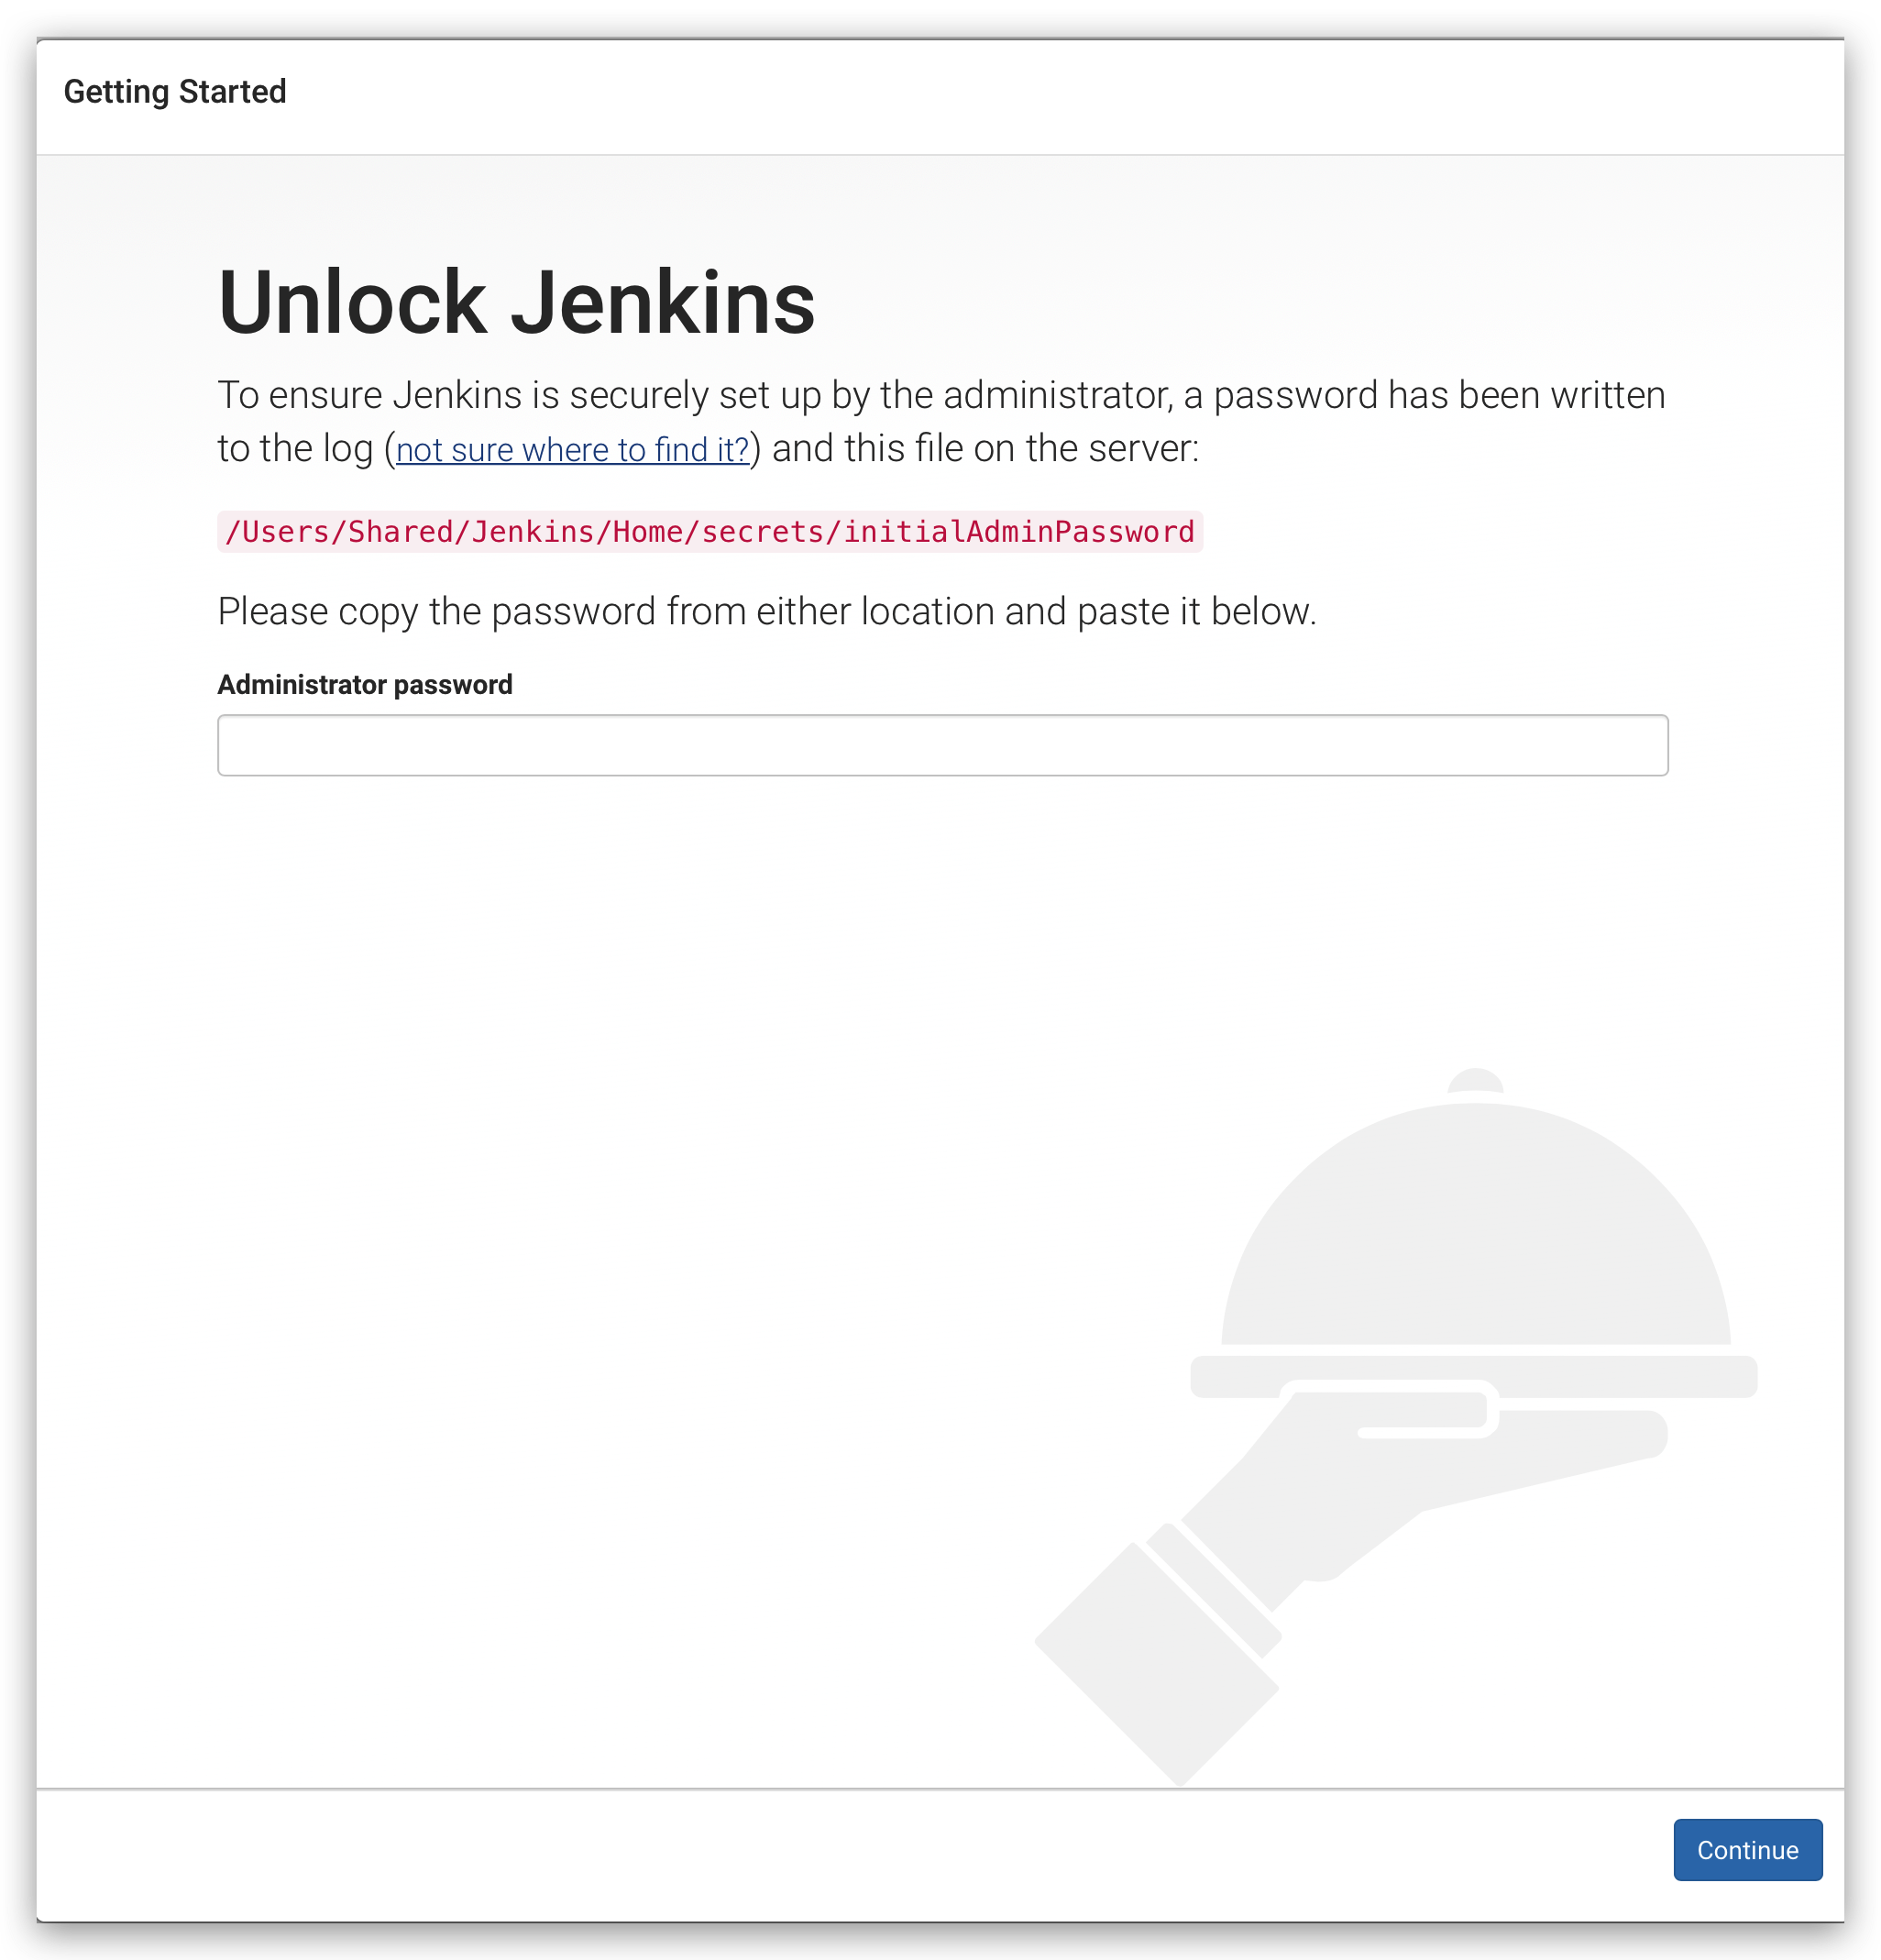 Getting Started
Unlock Jenkins
To ensure Jenkins is securely set up by the administrator, a password has been written
to the log (not sure where to find it?) and this file on the server:
/Users/Shared/Jenkins/Home/secrets/initialAdminPassword
Please copy the password from either location and paste it below.
Administrator password
Continue